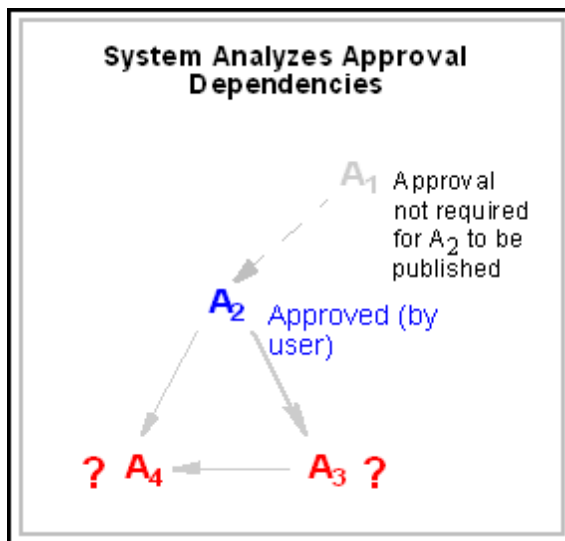 System Analyzes Approval
Dependencies
A1 Approval
not required
for A2 to be
published
A2 Approved (by
user)
? A4
A3 ?